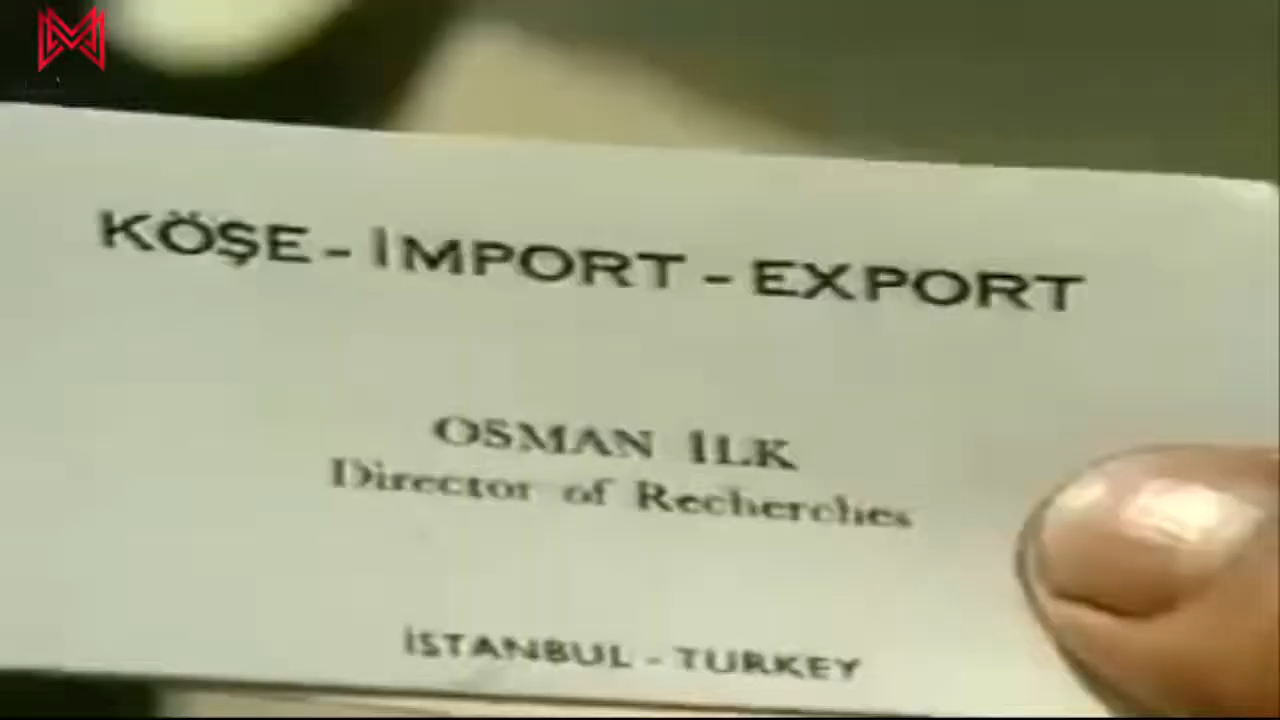 KÖŞE - İMPORT - EXPORT
OSMAN İLK
Director of Recherches
İSTANBUL - TURKEY